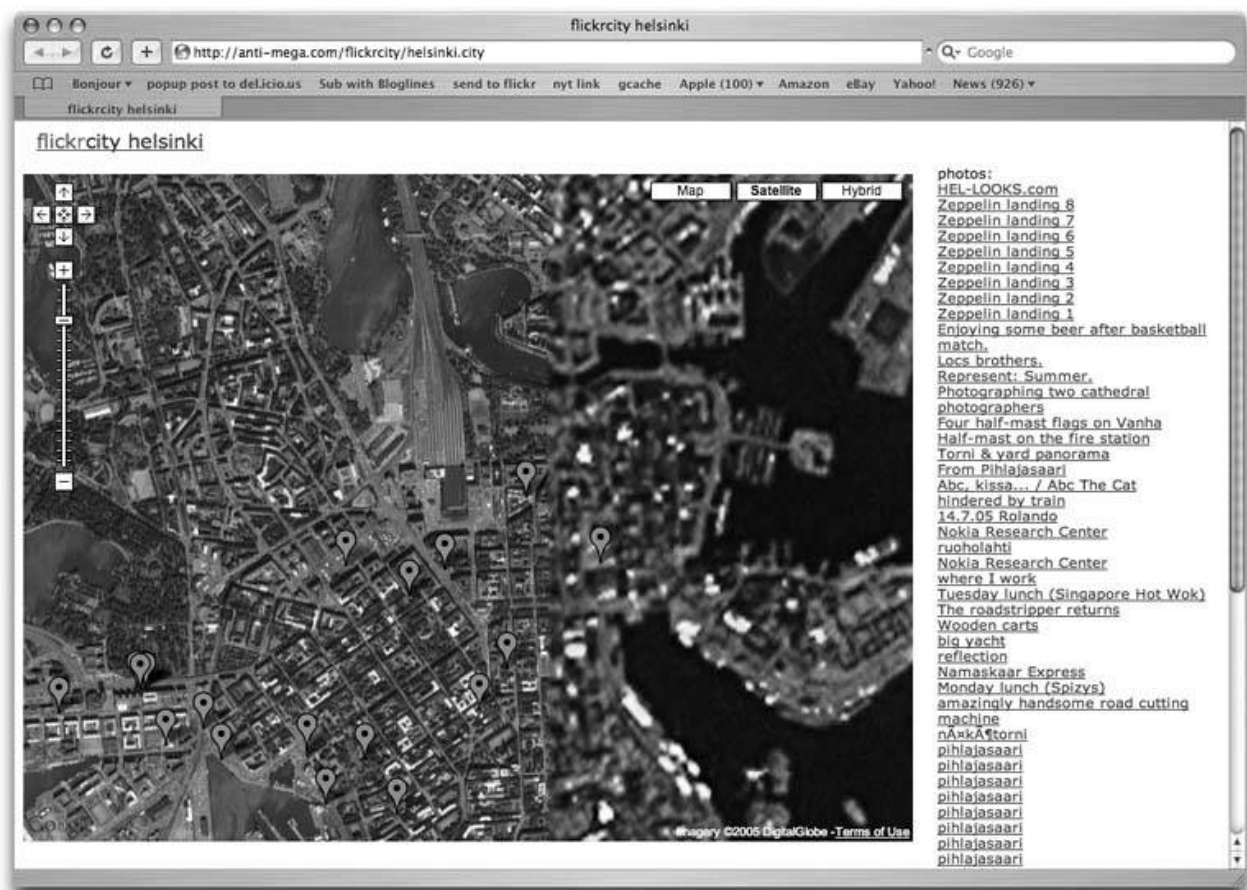 flickrcity helsinki
http://anti-mega.com/flickrcity/helsinki.city
Google
Bonjour popup post to del.icio.us Sub with Bloglines send to flickr nyt link gcache Apple (100) Amazon eBay Yahoo! News (926)
flickrcity helsinki
flickrcity helsinki
Map Satellite Hybrid
Imagery ©2005 DigitalGlobe - Terms of Use
photos:
HEL-LOOKS.com
Zeppelin landing 8
Zeppelin landing 7
Zeppelin landing 6
Zeppelin landing 5
Zeppelin landing 4
Zeppelin landing 3
Zeppelin landing 2
Zeppelin landing 1
Enjoying some beer after basketball
match.
Locs brothers.
Represent: Summer.
Photographing two cathedral
photographers
Four half-mast flags on Vanha
Half-mast on the fire station
Torni & yard panorama
From Pihlajasaari
Abc, kissa... / Abc The Cat
hindered by train
14.7.05 Rolando
Nokia Research Center
ruoholahti
Nokia Research Center
where I work
Tuesday lunch (Singapore Hot Wok)
The roadstripper returns
Wooden carts
big yacht
reflection
Namaskaar Express
Monday lunch (Spizys)
amazingly handsome road cutting
machine
nÃ¤kÃ¶torni
pihlajasaari
pihlajasaari
pihlajasaari
pihlajasaari
pihlajasaari
pihlajasaari
pihlajasaari
pihlajasaari